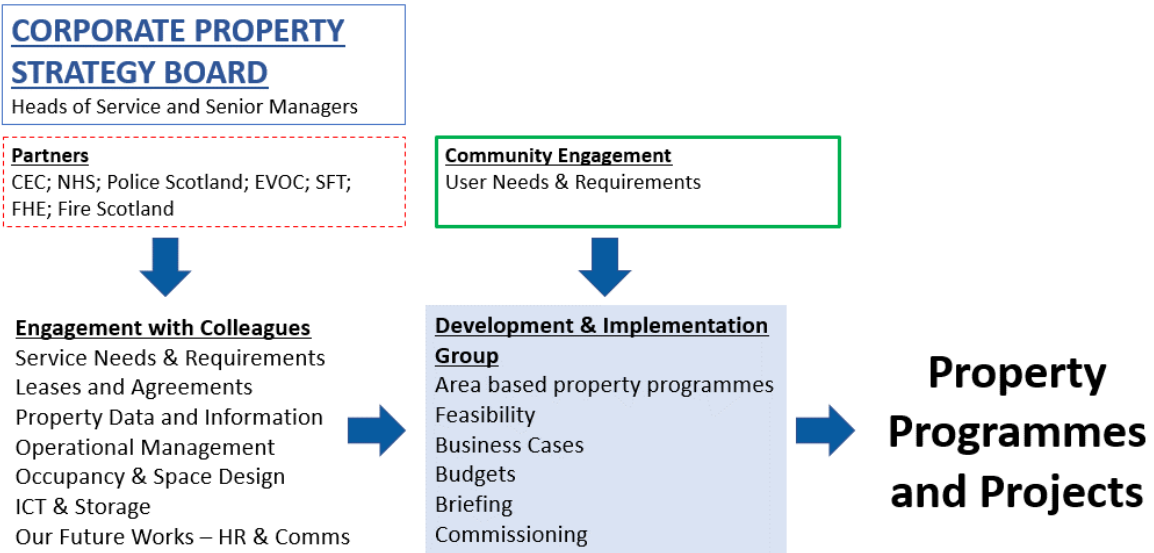 CORPORATE PROPERTY
STRATEGY BOARD
Heads of Service and Senior Managers
Partners
CEC; NHS; Police Scotland; EVOC; SFT;
FHE; Fire Scotland
Community Engagement
User Needs & Requirements
Engagement with Colleagues
Service Needs & Requirements
Leases and Agreements
Property Data and Information
Operational Management
Occupancy & Space Design
ICT & Storage
Our Future Works – HR & Comms
Development & Implementation
Group
Area based property programmes
Feasibility
Business Cases
Budgets
Briefing
Commissioning
Property
Programmes
and Projects